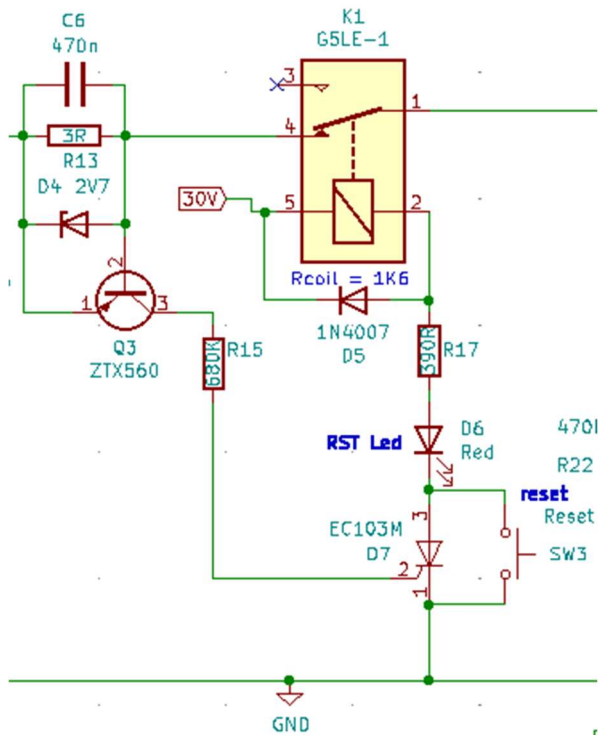 C6
470n
K1
G5LE-1
3
1
4
3R
R13
D4 2V7
30V
5
2
2
Rcoil = 1K6
1
3
1N4007
D5
Q3
ZTX560
680K
R15
390R
R17
RST Led
D6
Red
470
R22
reset
Reset
3
EC103M
D7
SW3
2
1
GND